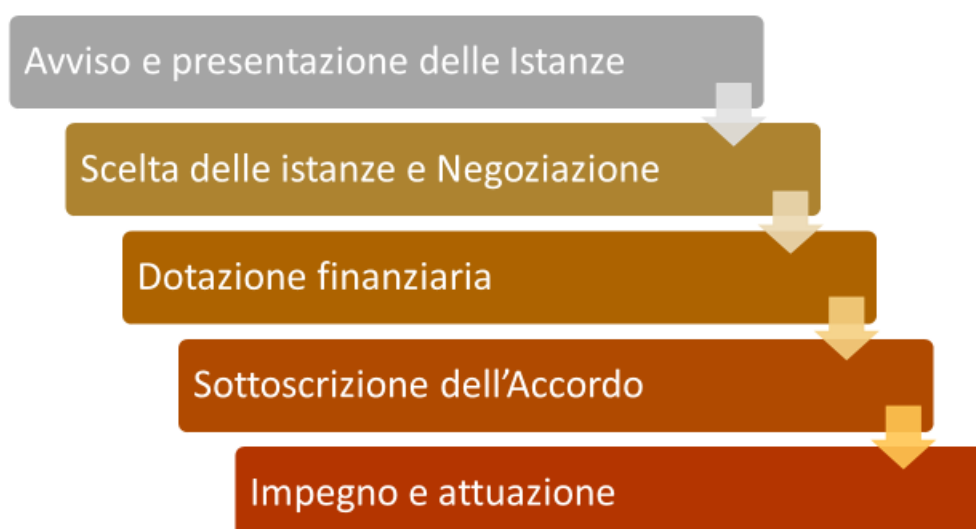 Avviso e presentazione delle Istanze
Scelta delle istanze e Negoziazione
Dotazione finanziaria
Sottoscrizione dell’Accordo
Impegno e attuazione